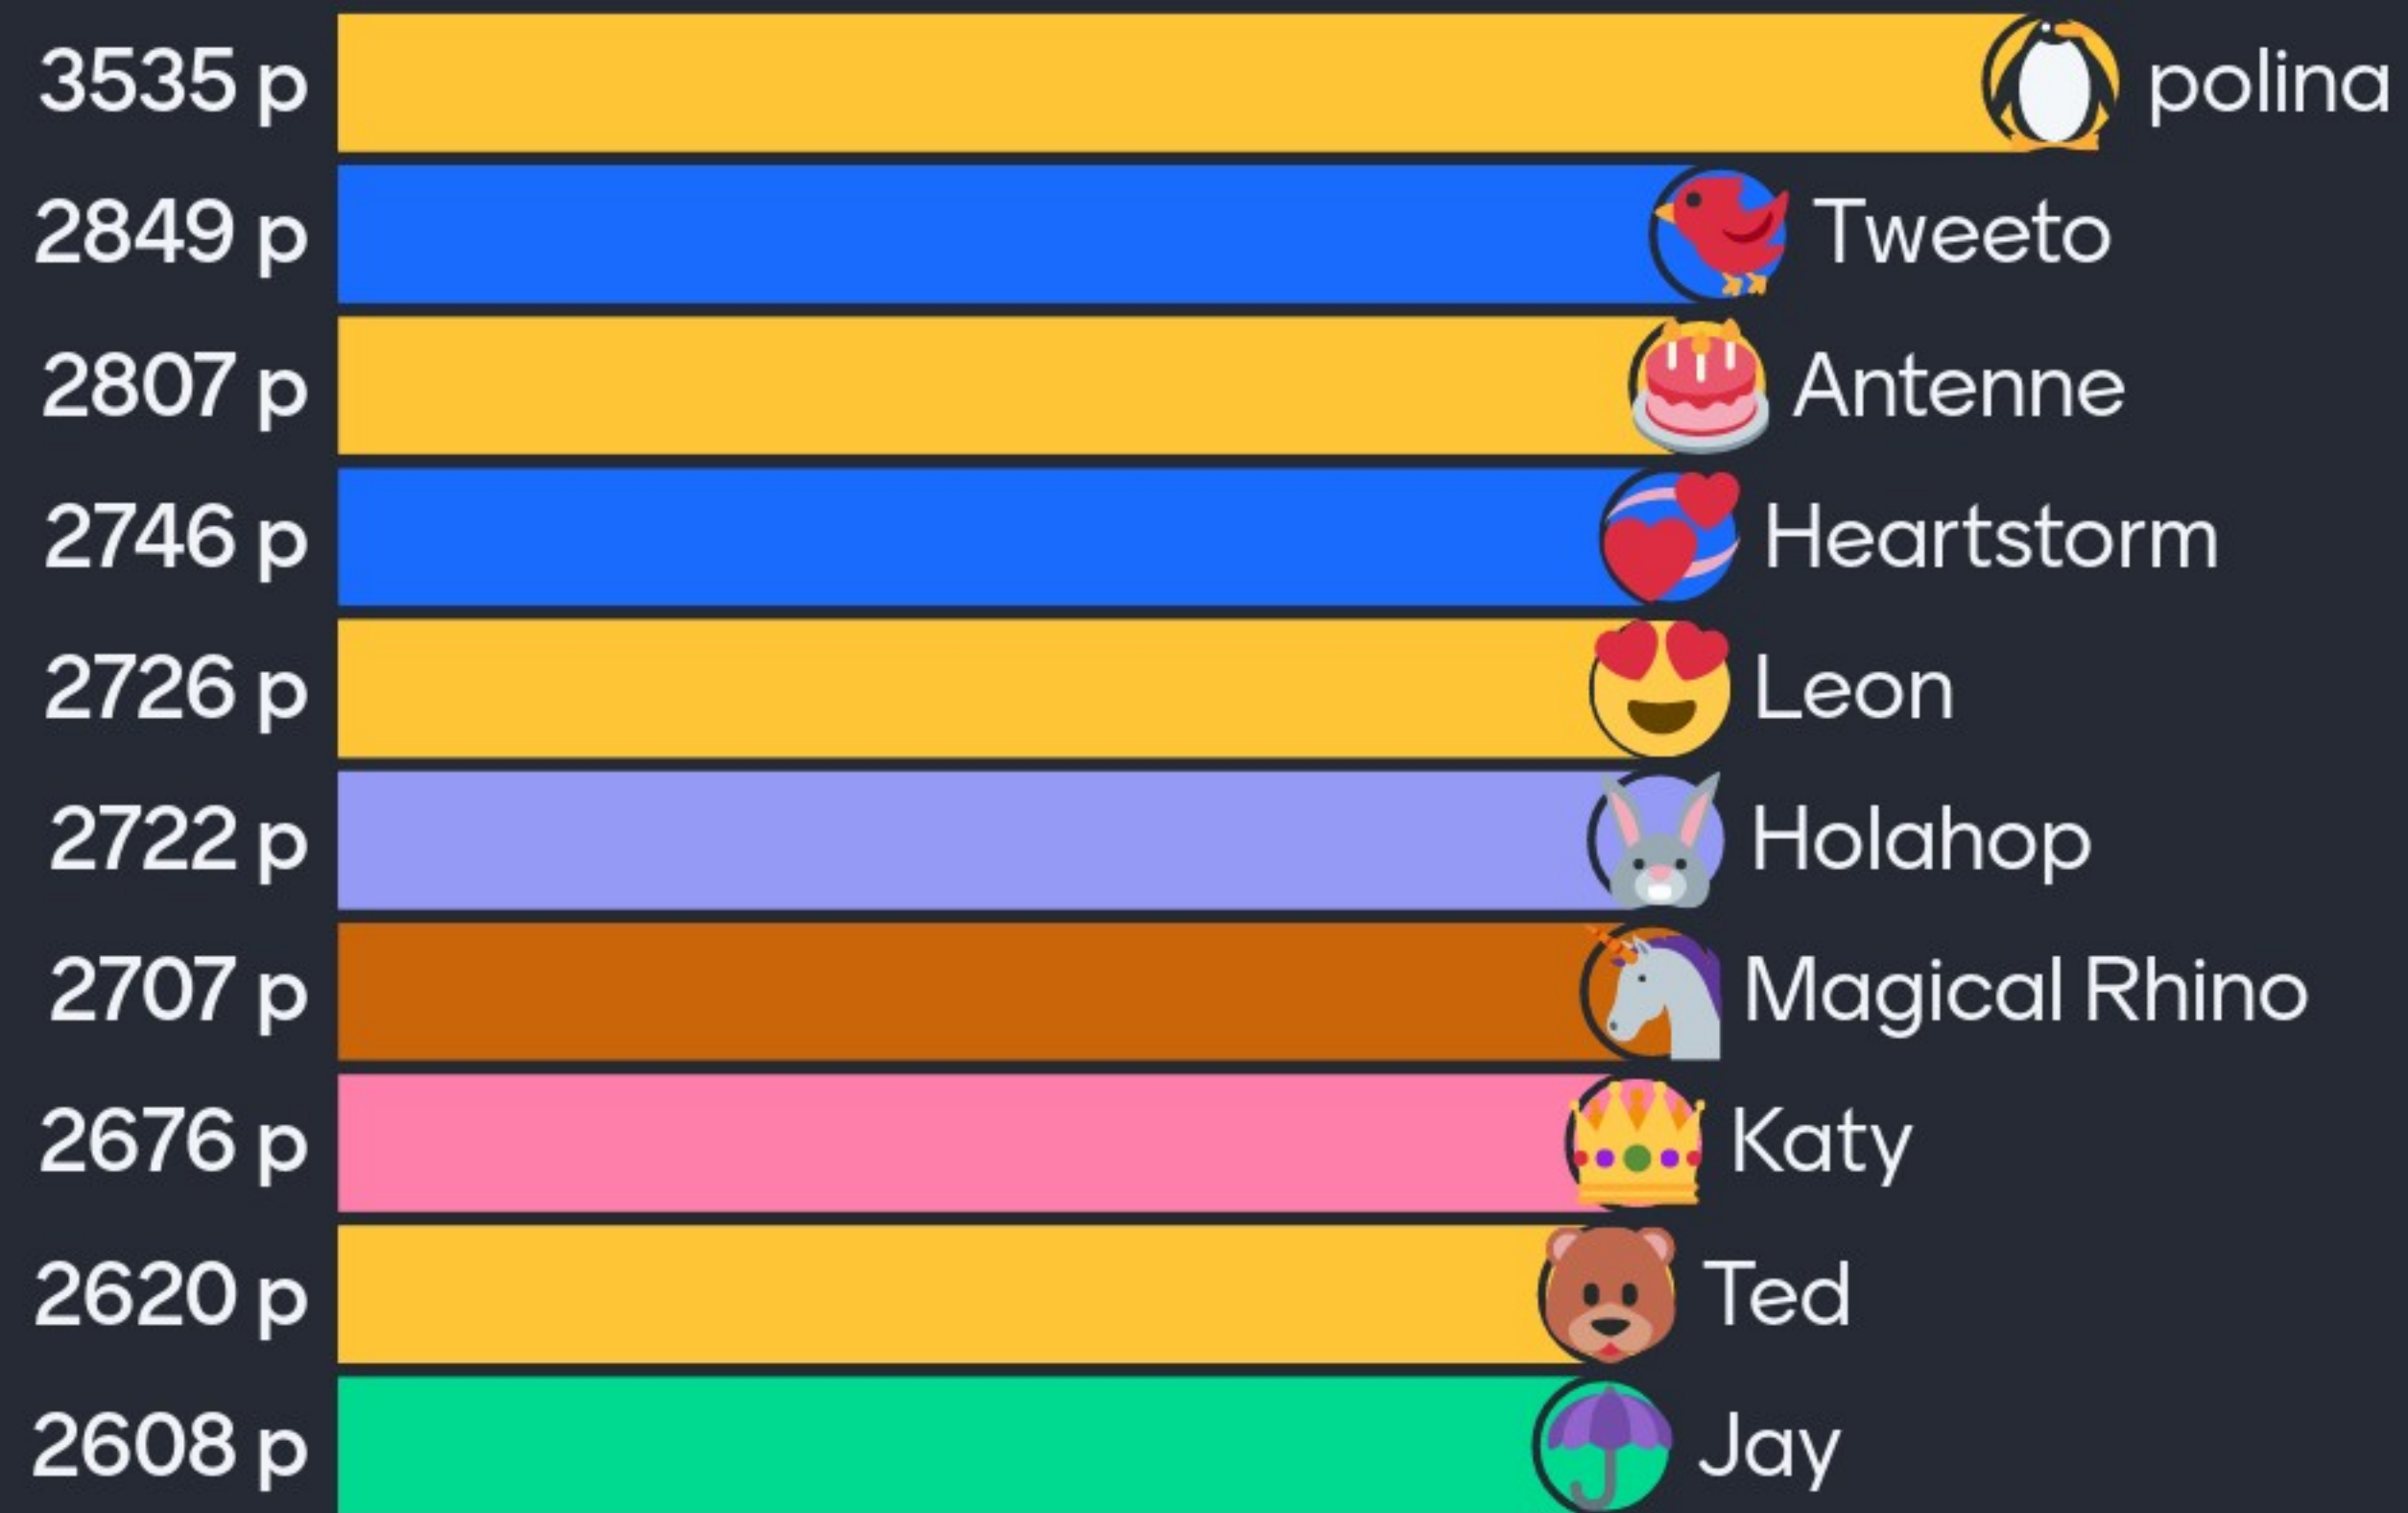 3535 p polina
2849 p Tweeto
2807 p Antenne
2746 p Heartstorm
2726 p Leon
2722 p Holahop
2707 p Magical Rhino
2676 p Katy
2620 p Ted
2608 p Jay